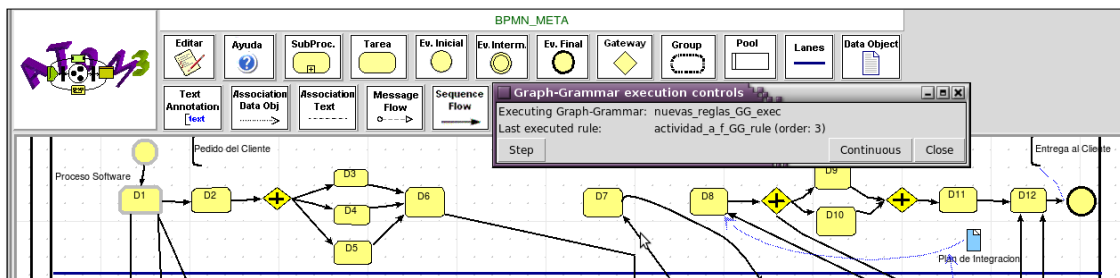 BPMN_META
ATOM3
Editar
Ayuda
SubProc.
Tarea
Ev. Inicial
Ev. Interm.
Ev. Final
Gateway
Group
Pool
Lanes
Data Object
Text Annotation
[text
Association Data Obj
Association Text
Message Flow
Sequence Flow
Graph-Grammar execution controls
Executing Graph-Grammar: nuevas_reglas_GG_exec
Last executed rule: actividad_a_f_GG_rule (order: 3)
Step
Continuous
Close
Pedido del Cliente
Entrega al Cliente
Proceso Software
D1
D2
D3
D4
D5
D6
D7
D8
D9
D10
D11
D12
Plan de Integracion